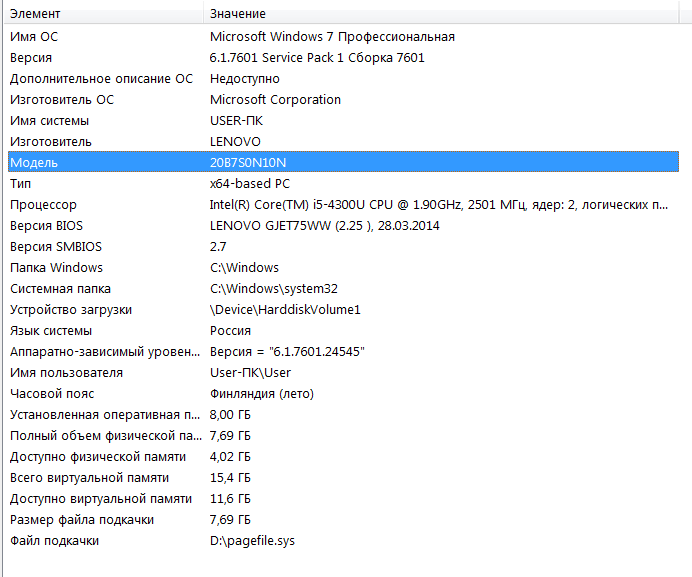 Элемент Значение
Имя ОС Microsoft Windows 7 Профессиональная
Версия 6.1.7601 Service Pack 1 Сборка 7601
Дополнительное описание ОС Недоступно
Изготовитель ОС Microsoft Corporation
Имя системы USER-ПК
Изготовитель LENOVO
Модель 20B7S0N10N
Тип x64-based PC
Процессор Intel(R) Core(TM) i5-4300U CPU @ 1.90GHz, 2501 МГц, ядер: 2, логических п...
Версия BIOS LENOVO GJET75WW (2.25 ), 28.03.2014
Версия SMBIOS 2.7
Папка Windows C:\Windows
Системная папка C:\Windows\system32
Устройство загрузки \Device\HarddiskVolume1
Язык системы Россия
Аппаратно-зависимый уровен... Версия = "6.1.7601.24545"
Имя пользователя User-ПК\User
Часовой пояс Финляндия (лето)
Установленная оперативная п... 8,00 ГБ
Полный объем физической па... 7,69 ГБ
Доступно физической памяти 4,02 ГБ
Всего виртуальной памяти 15,4 ГБ
Доступно виртуальной памяти 11,6 ГБ
Размер файла подкачки 7,69 ГБ
Файл подкачки D:\pagefile.sys